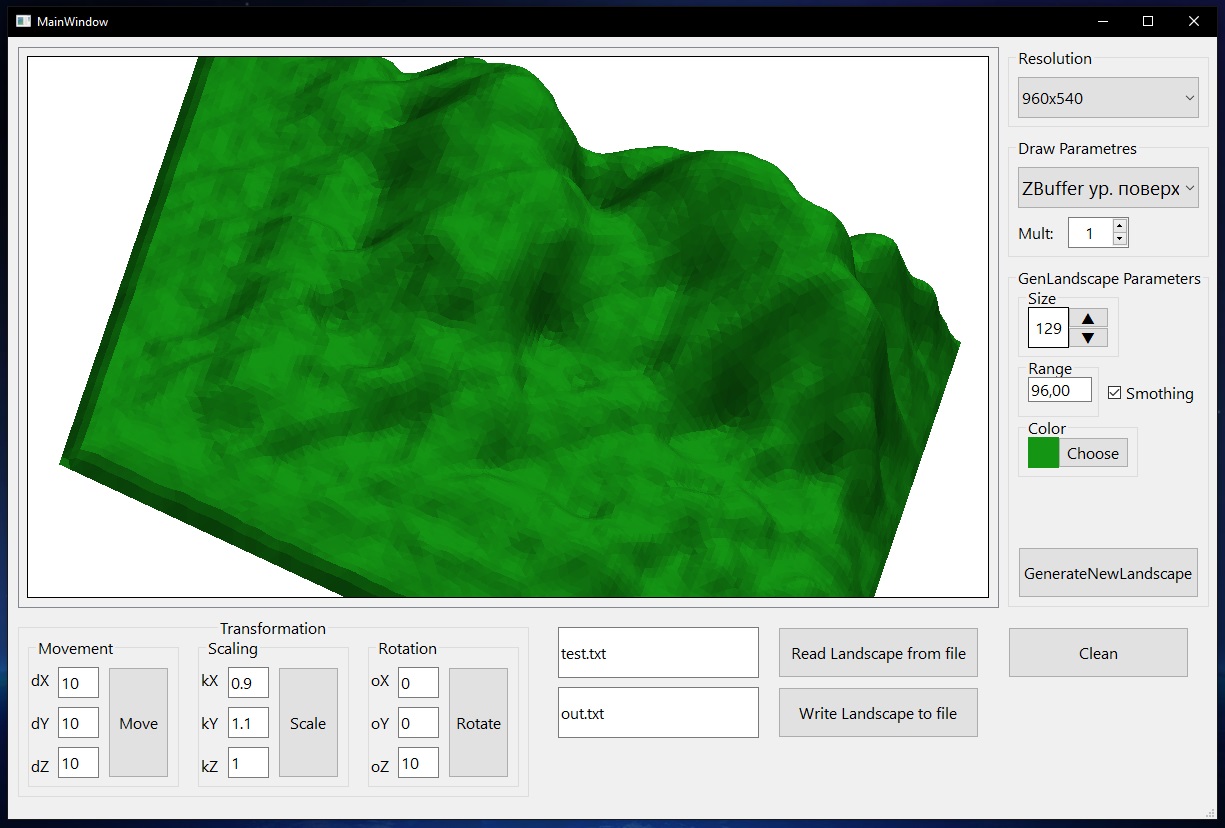 MainWindow
Resolution
960x540
Draw Parametres
ZBuffer ур. поверх
Mult:
1
GenLandscape Parameters
Size
129
Range
96,00
Smothing
Color
Choose
GenerateNewLandscape
Transformation
Movement
dX
10
dY
10
dZ
10
Move
Scaling
kX
0.9
kY
1.1
kZ
1
Scale
Rotation
oX
0
oY
0
oZ
10
Rotate
test.txt
Read Landscape from file
Clean
out.txt
Write Landscape to file